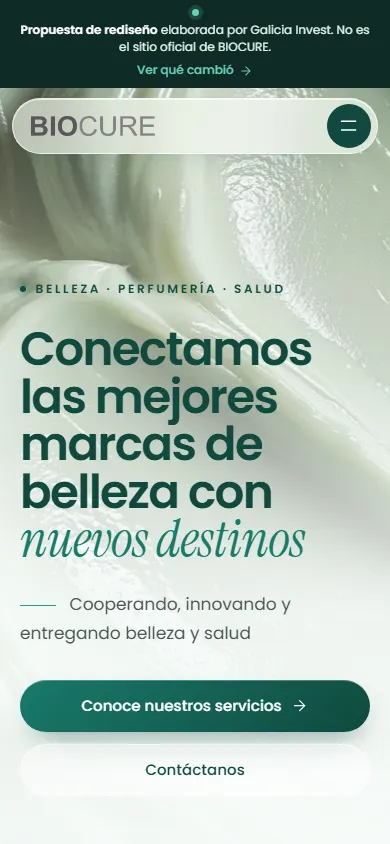 Propuesta de rediseño elaborada por Galicia Invest. No es
el sitio oficial de BIOCURE.
Ver qué cambió →
BIOCURE
BELLEZA · PERFUMERÍA · SALUD
Conectamos
las mejores
marcas de
belleza con
nuevos destinos
Cooperando, innovando y
entregando belleza y salud
Conoce nuestros servicios →
Contáctanos